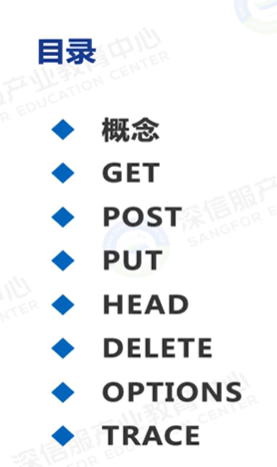 目录
概念
GET
POST
PUT
HEAD
DELETE
OPTIONS
TRACE
深信服产业教育中心
SANGFOR EDUCATION CENTER